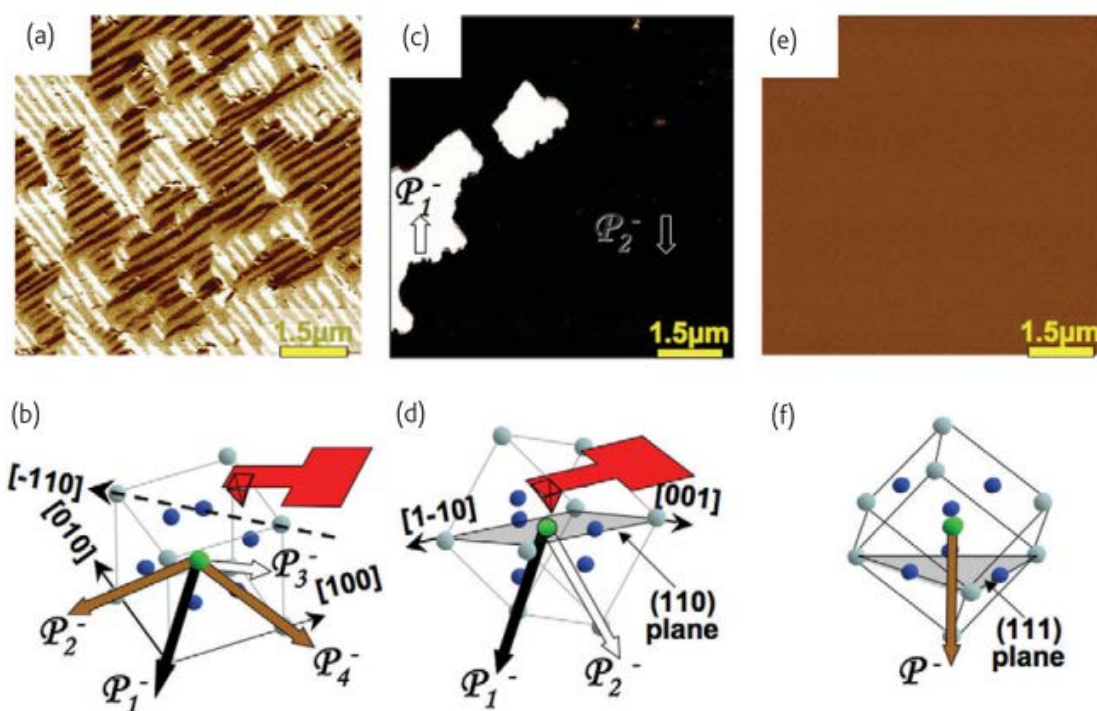 (a)
(c)
(e)
P₁⁻
P₂⁻
1.5µm
1.5µm
1.5µm
(b)
(d)
(f)
[-110]
[010]
P₃⁻
[100]
P₂⁻
P₁⁻
P₄⁻
[1-10]
[001]
(110)
plane
P₁⁻
P₂⁻
(111)
plane
P⁻